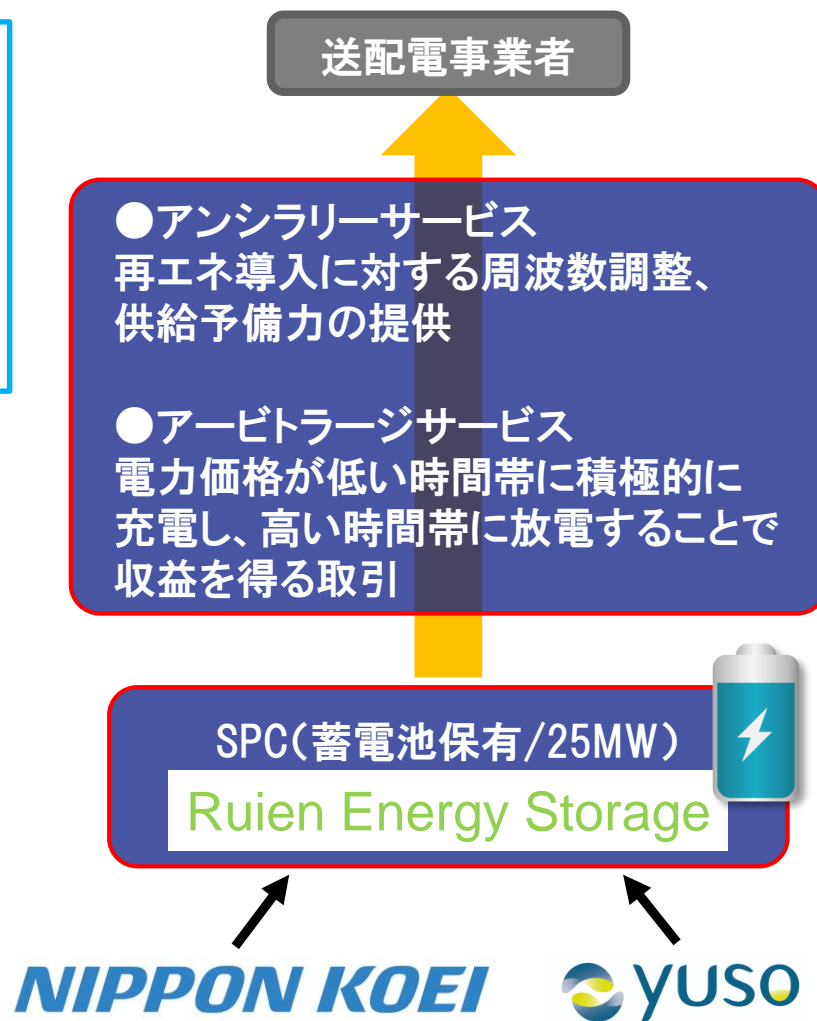 送配電事業者
●アンシラリーサービス
再エネ導入に対する周波数調整、
供給予備力の提供
●アービトラージサービス
電力価格が低い時間帯に積極的に
充電し、高い時間帯に放電することで
収益を得る取引
SPC(蓄電池保有/25MW)
Ruien Energy Storage
NIPPON KOEI
yuso